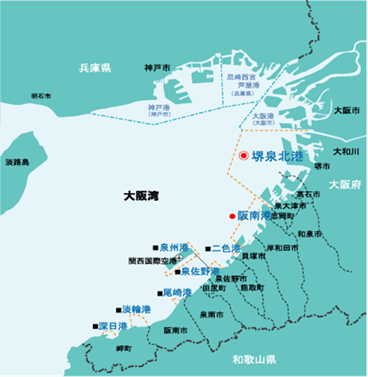 兵庫県
神戸市
尼崎西宮
芦屋港
(兵庫県)
明石市
神戸港
(神戸市)
大阪港
(大阪市)
大阪市
大和川
堺泉北港
堺市
淡路島
大阪府
高石市
大阪湾
泉大津市
忠岡町
阪南港
和泉市
泉州港
二色港
岸和田市
関西国際空港
貝塚市
泉佐野港
泉佐野市
熊取町
田尻町
尾崎港
泉南市
淡輪港
阪南市
深日港
岬町
和歌山県